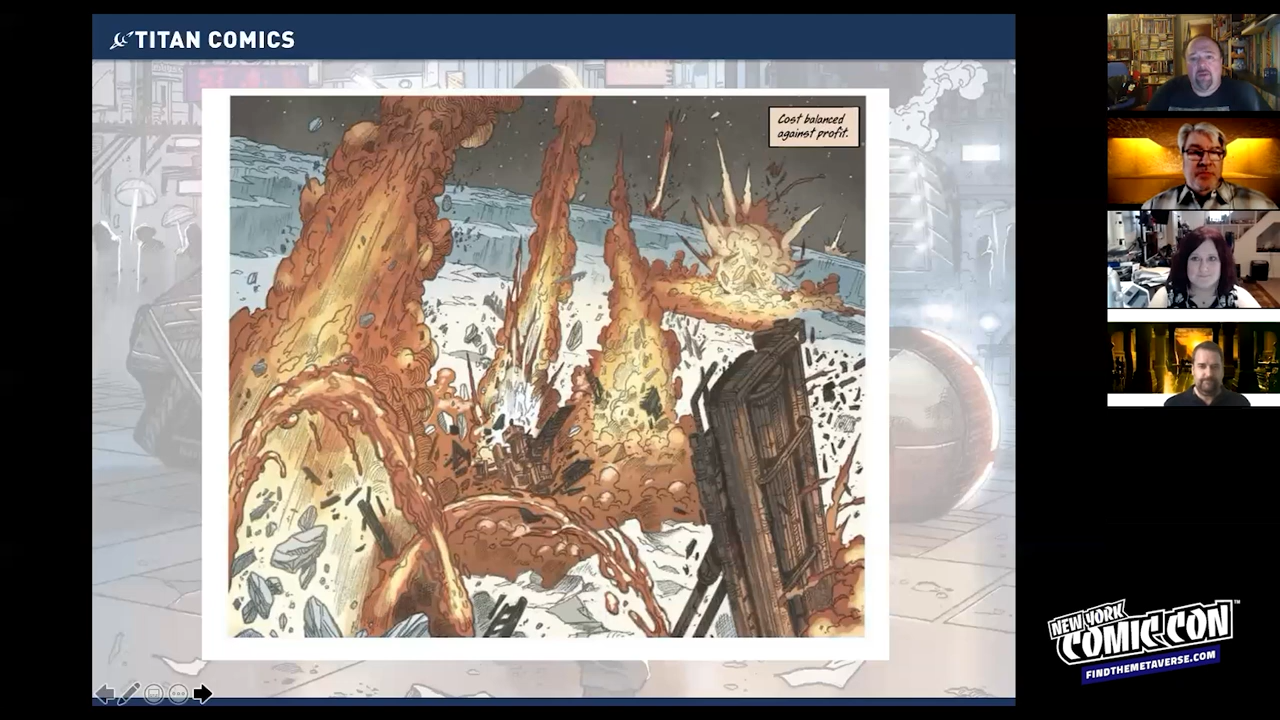 TITAN COMICS
Cost balanced
against profit.
NEW YORK
COMIC CON
FINDTHEMETAVERSE.COM